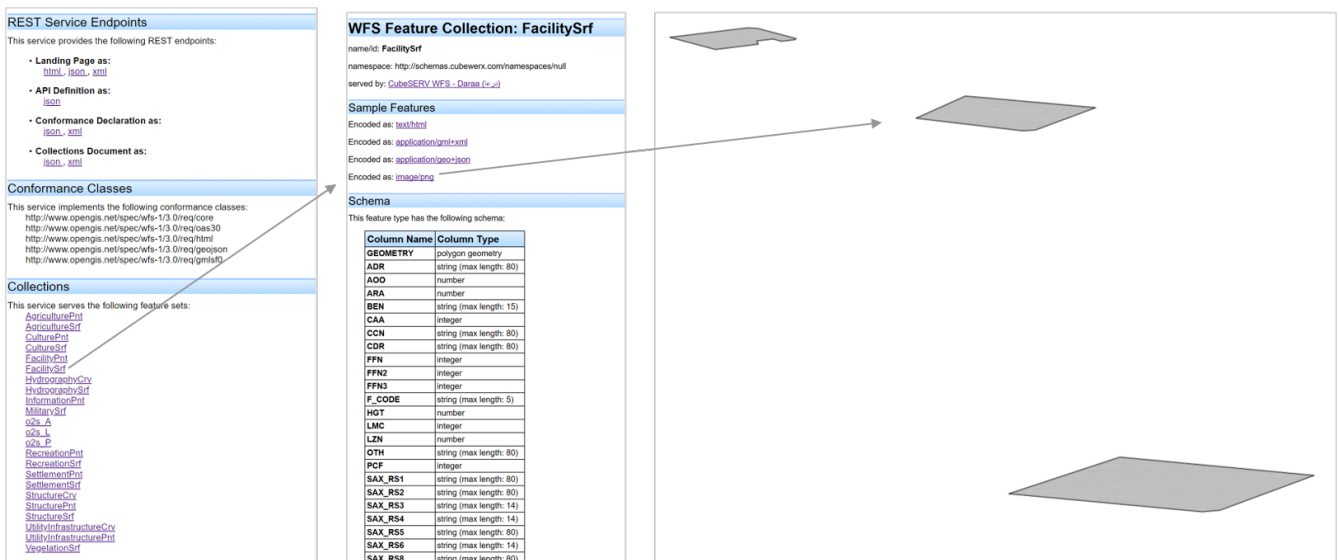 REST Service Endpoints
This service provides the following REST endpoints:
• Landing Page as:
html , json , xml
• API Definition as:
json
• Conformance Declaration as:
json , xml
• Collections Document as:
json , xml
Conformance Classes
This service implements the following conformance classes:
http://www.opengis.net/spec/wfs-1/3.0/req/core
http://www.opengis.net/spec/wfs-1/3.0/req/oas30
http://www.opengis.net/spec/wfs-1/3.0/req/html
http://www.opengis.net/spec/wfs-1/3.0/req/geojson
http://www.opengis.net/spec/wfs-1/3.0/req/gmlsf0
Collections
This service serves the following feature sets:
AgriculturePnt
AgricultureSrf
CulturePnt
CultureSrf
FacilityPnt
FacilitySrf
HydrographyCrv
HydrographySrf
InformationPnt
MilitarySrf
o2s_A
o2s_L
o2s_P
RecreationPnt
RecreationSrf
SettlementPnt
SettlementSrf
StructureCrv
StructurePnt
StructureSrf
UtilityInfrastructureCrv
UtilityInfrastructurePnt
VegetationSrf
WFS Feature Collection: FacilitySrf
name/id: FacilitySrf
namespace: http://schemas.cubewerx.com/namespaces/null
served by: CubeSERV WFS - Daraa (درعا)
Sample Features
Encoded as: text/html
Encoded as: application/gml+xml
Encoded as: application/geo+json
Encoded as: image/png
Schema
This feature type has the following schema:
Column Name Column Type
GEOMETRY polygon geometry
ADR string (max length: 80)
AOO number
ARA number
BEN string (max length: 15)
CAA integer
CCN string (max length: 80)
CDR string (max length: 80)
FFN integer
FFN2 integer
FFN3 integer
F_CODE string (max length: 5)
HGT number
LMC integer
LZN number
OTH string (max length: 80)
PCF integer
SAX_RS1 string (max length: 80)
SAX_RS2 string (max length: 80)
SAX_RS3 string (max length: 14)
SAX_RS4 string (max length: 14)
SAX_RS5 string (max length: 80)
SAX_RS6 string (max length: 14)
SAX_RS8 string (max length: 80)